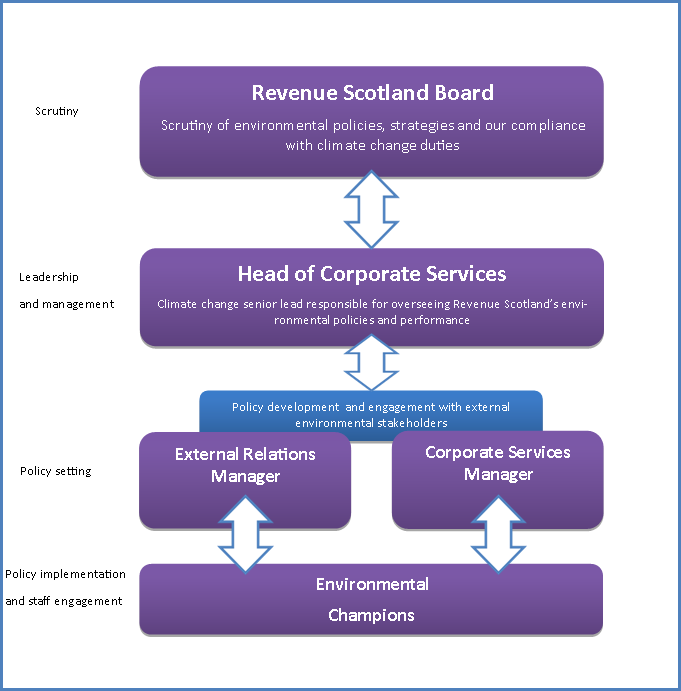 Scrutiny
Revenue Scotland Board
Scrutiny of environmental policies, strategies and our compliance
with climate change duties
Leadership
and management
Head of Corporate Services
Climate change senior lead responsible for overseeing Revenue Scotland's envi-
ronmental policies and performance
Policy development and engagement with external
environmental stakeholders
Policy setting
External Relations
Manager
Corporate Services
Manager
Policy implementation
and staff engagement
Environmental
Champions